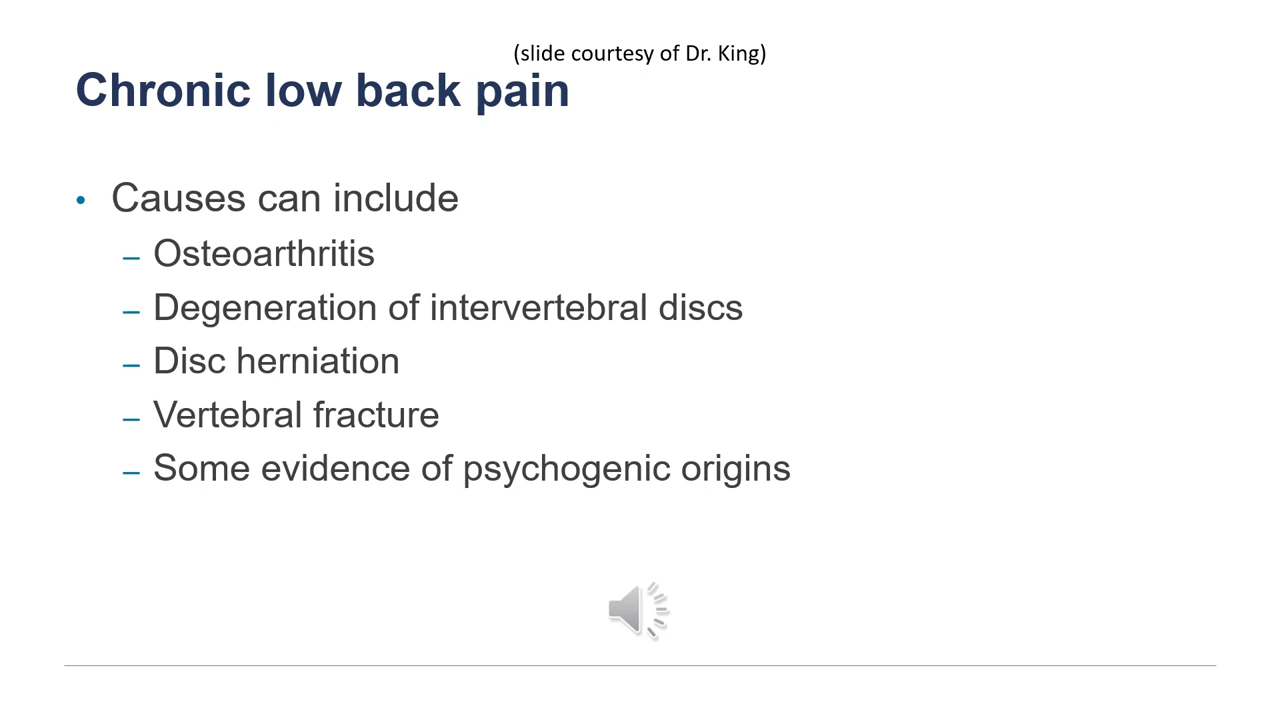 (slide courtesy of Dr. King)
Chronic low back pain
• Causes can include
– Osteoarthritis
– Degeneration of intervertebral discs
– Disc herniation
– Vertebral fracture
– Some evidence of psychogenic origins